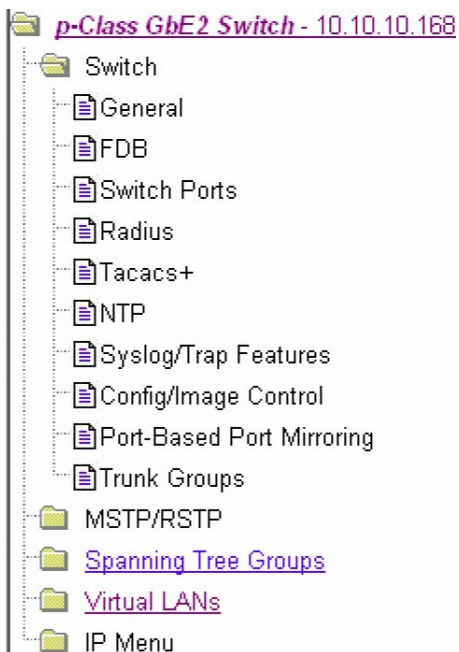 p-Class GbE2 Switch - 10.10.10.168
Switch
General
FDB
Switch Ports
Radius
Tacacs+
NTP
Syslog/Trap Features
Config/Image Control
Port-Based Port Mirroring
Trunk Groups
MSTP/RSTP
Spanning Tree Groups
Virtual LANs
IP Menu